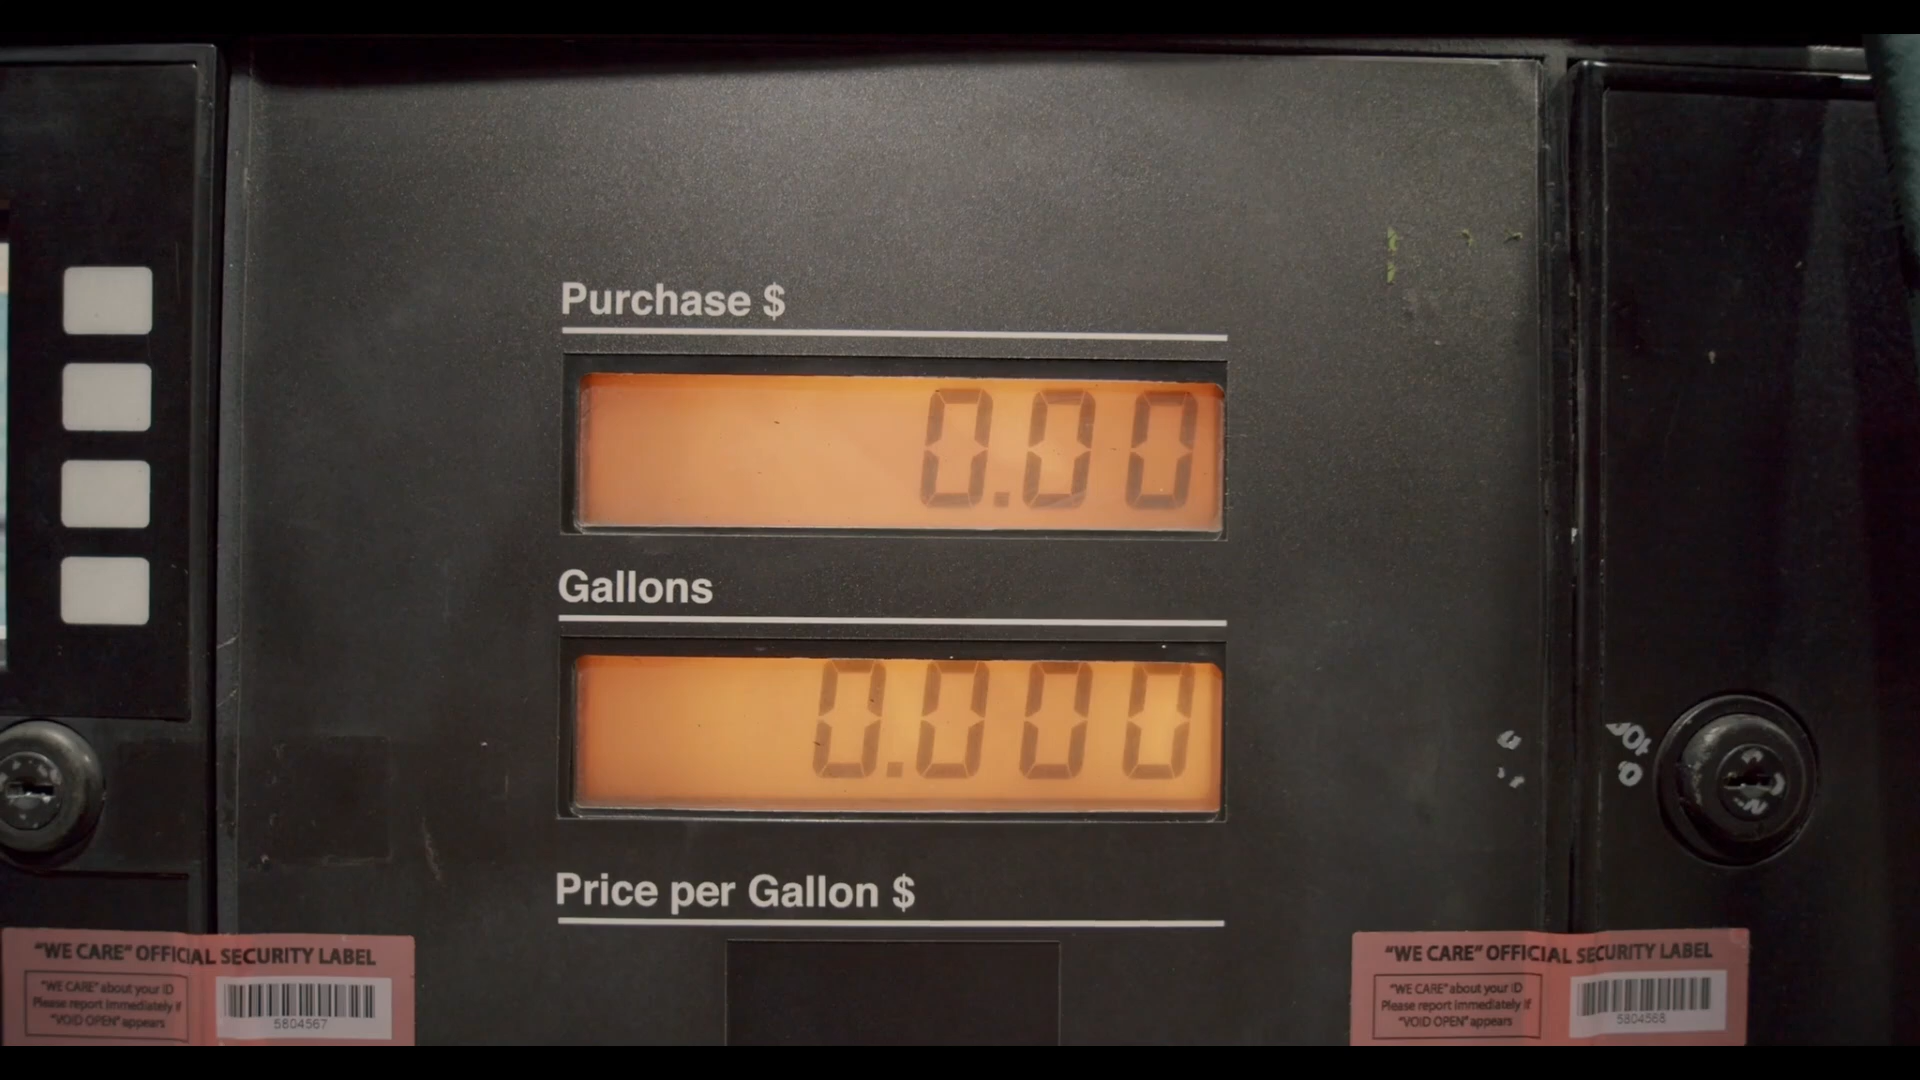 Purchase $
0.00
Gallons
0.000
Price per Gallon $
"WE CARE" OFFICIAL SECURITY LABEL
"WE CARE" about your ID
Please report immediately if
"VOID OPEN" appears
5804567
"WE CARE" OFFICIAL SECURITY LABEL
"WE CARE" about your ID
Please report immediately if
"VOID OPEN" appears
5804568